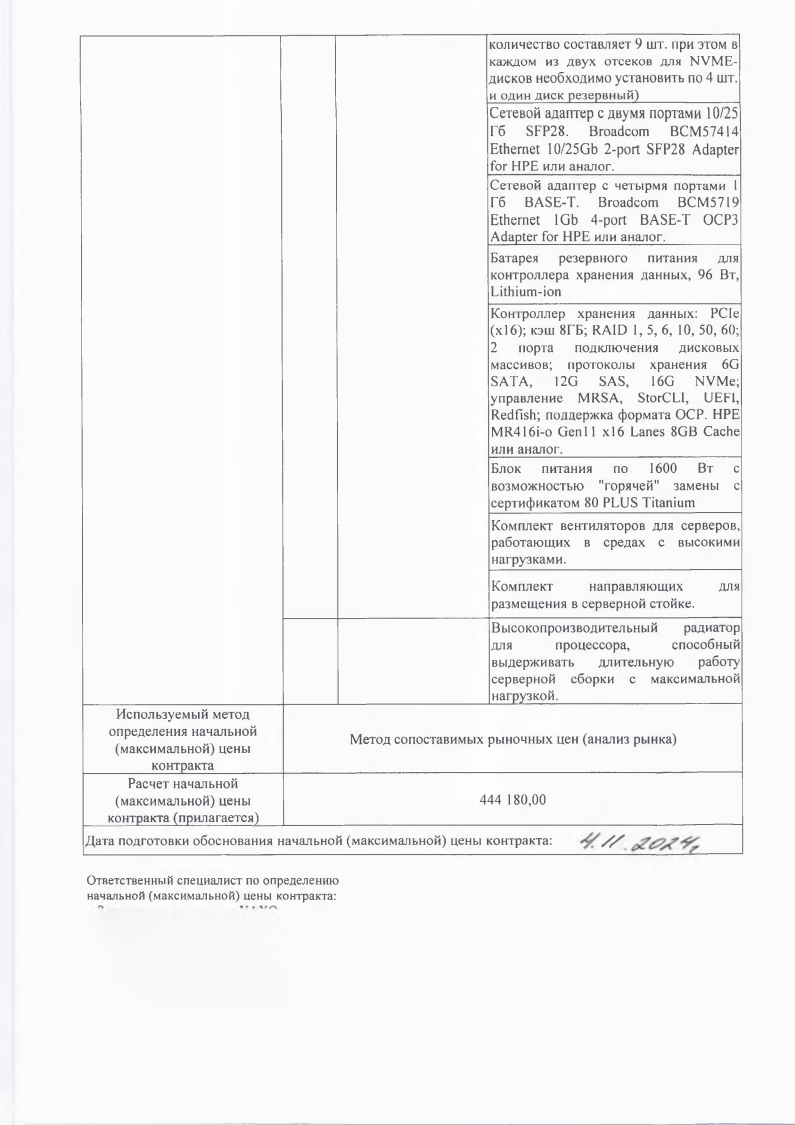 количество составляет 9 шт. при этом в
каждом из двух отсеков для NVME-
дисков необходимо установить по 4 шт.
и один диск резервный)
Сетевой адаптер с двумя портами 10/25
Гб SFP28. Broadcom BCM57414
Ethernet 10/25Gb 2-port SFP28 Adapter
for HPE или аналог.
Сетевой адаптер с четырмя портами 1
Гб BASE-T. Broadcom BCM5719
Ethernet 1Gb 4-port BASE-T OCP3
Adapter for HPE или аналог.
Батарея резервного питания для
контроллера хранения данных, 96 Вт,
Lithium-ion
Контроллер хранения данных: PCIe
(x16); кэш 8ГБ; RAID 1, 5, 6, 10, 50, 60;
2 порта подключения дисковых
массивов; протоколы хранения 6G
SATA, 12G SAS, 16G NVMe;
управление MRSA, StorCLI, UEFI,
Redfish; поддержка формата OCP. HPE
MR416i-o Gen11 x16 Lanes 8GB Cache
или аналог.
Блок питания по 1600 Вт с
возможностью "горячей" замены с
сертификатом 80 PLUS Titanium
Комплект вентиляторов для серверов,
работающих в средах с высокими
нагрузками.
Комплект направляющих для
размещения в серверной стойке.
Высокопроизводительный радиатор
для процессора, способный
выдерживать длительную работу
серверной сборки с максимальной
нагрузкой.
Используемый метод
определения начальной
(максимальной) цены
контракта
Метод сопоставимых рыночных цен (анализ рынка)
Расчет начальной
(максимальной) цены
контракта (прилагается)
444 180,00
Дата подготовки обоснования начальной (максимальной) цены контракта: 4.11.2024г.
Ответственный специалист по определению
начальной (максимальной) цены контракта: